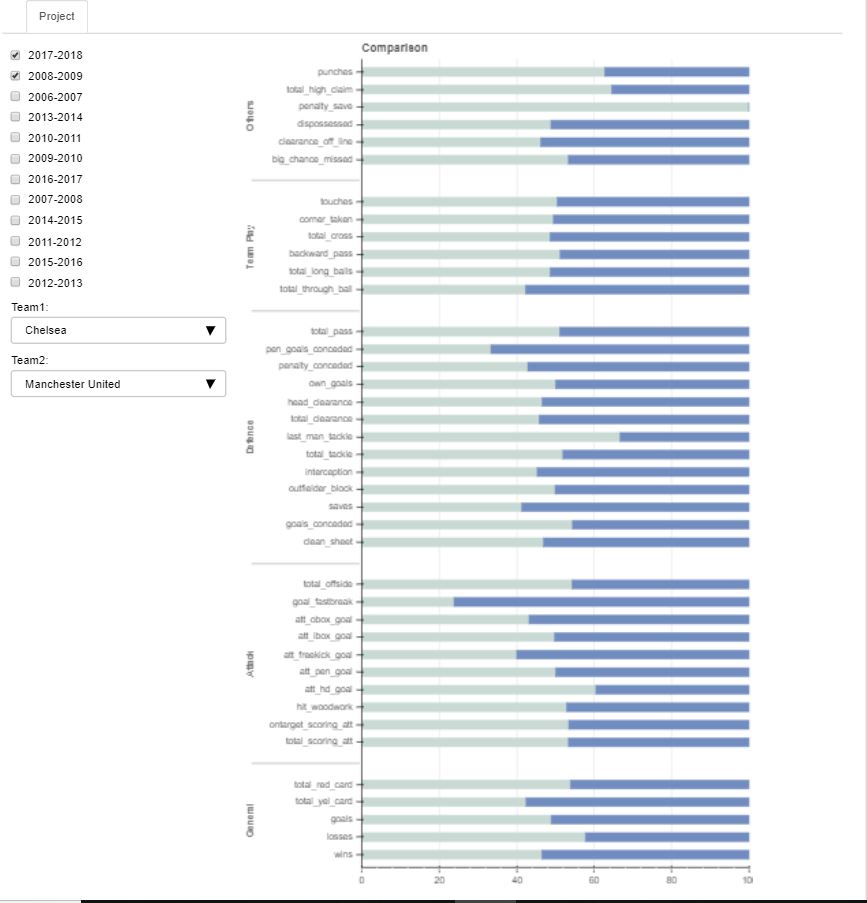 Project
2017-2018
2008-2009
2006-2007
2013-2014
2010-2011
2009-2010
2016-2017
2007-2008
2014-2015
2011-2012
2015-2016
2012-2013
Team1:
Chelsea
Team2:
Manchester United
Comparison
Others
punches
total_high_claim
penalty_save
dispossessed
clearance_off_line
big_chance_missed
Team Play
touches
corner_taken
total_cross
backward_pass
total_long_balls
total_through_ball
Defence
total_pass
pen_goals_conceded
penalty_conceded
own_goals
head_clearance
total_clearance
last_man_tackle
total_tackle
interception
outfielder_block
saves
goals_conceded
clean_sheet
Attack
total_offside
goal_fastbreak
att_obox_goal
att_ibox_goal
att_freekick_goal
att_pen_goal
att_hd_goal
hit_woodwork
ontarget_scoring_att
total_scoring_att
General
total_red_card
total_yel_card
goals
losses
wins
0 20 40 60 80 10